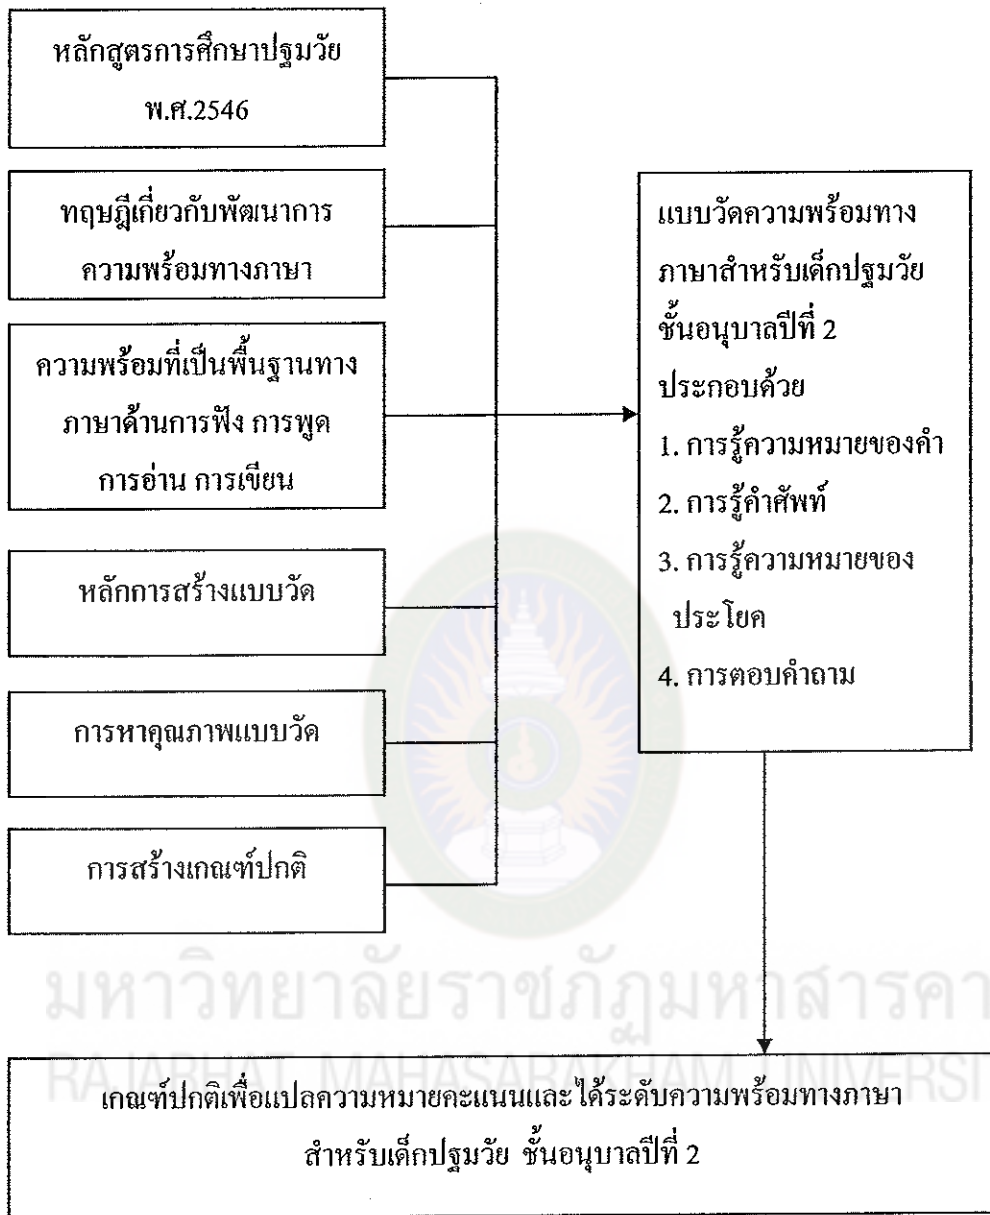 หลักสูตรการศึกษาปฐมวัย
พ.ศ.2546
ทฤษฎีเกี่ยวกับพัฒนาการ
ความพร้อมทางภาษา
ความพร้อมที่เป็นพื้นฐานทาง
ภาษาด้านการฟัง การพูด
การอ่าน การเขียน
หลักการสร้างแบบวัด
การหาคุณภาพแบบวัด
การสร้างเกณฑ์ปกติ
แบบวัดความพร้อมทาง
ภาษาสำหรับเด็กปฐมวัย
ชั้นอนุบาลปีที่ 2
ประกอบด้วย
1. การรู้ความหมายของคำ
2. การรู้คำศัพท์
3. การรู้ความหมายของ
ประโยค
4. การตอบคำถาม
มหาวิทยาลัยราชภัฏมหาสารคา
RAJABHAT MAHASARAKHAM UNIVERSI
เกณฑ์ปกติเพื่อแปลความหมายคะแนนและได้ระดับความพร้อมทางภาษา
สำหรับเด็กปฐมวัย ชั้นอนุบาลปีที่ 2